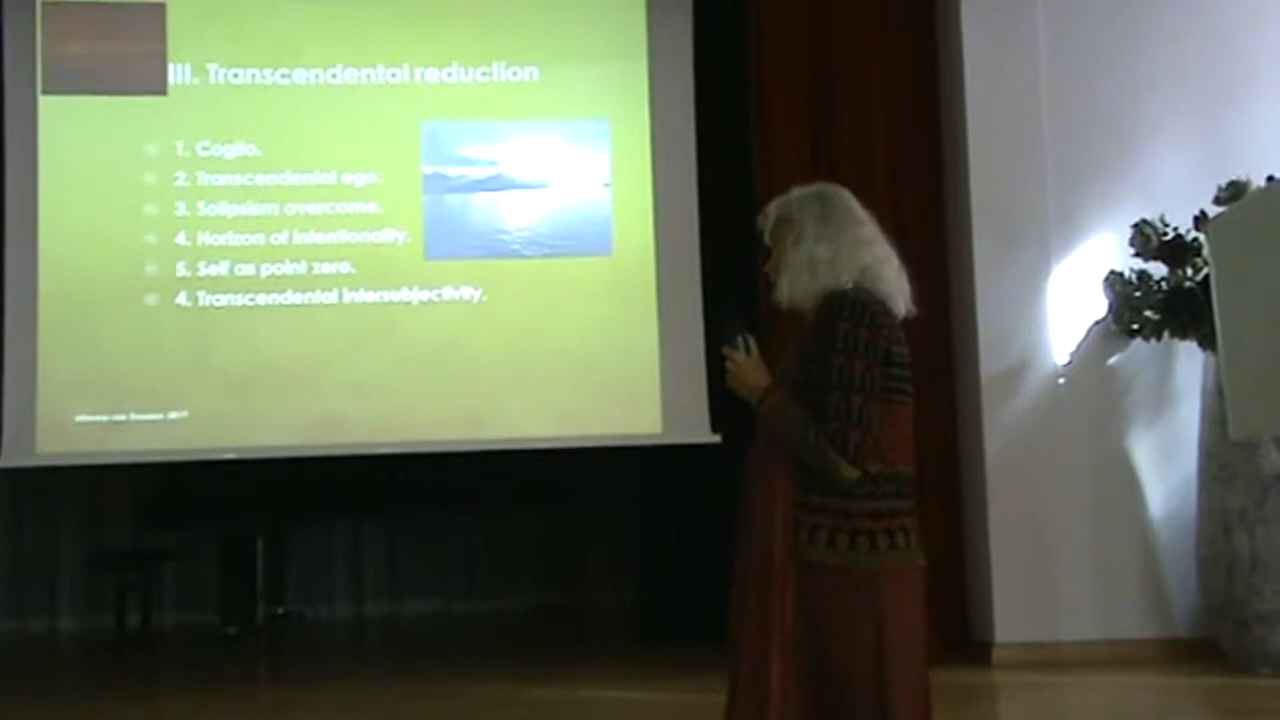 III. Transcendental reduction
1. Cogito.
2. Transcendental ego.
3. Solipsism overcome.
4. Horizon of intentionality.
5. Self as point zero.
4. Transcendental intersubjectivity.